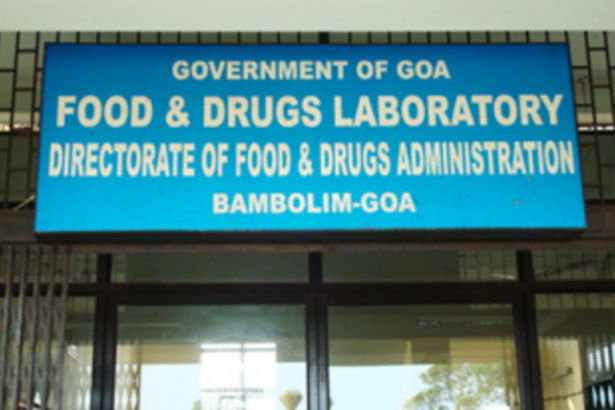 GOVERNMENT OF GOA
FOOD & DRUGS LABORATORY
DIRECTORATE OF FOOD & DRUGS ADMINISTRATION
BAMBOLIM-GOA